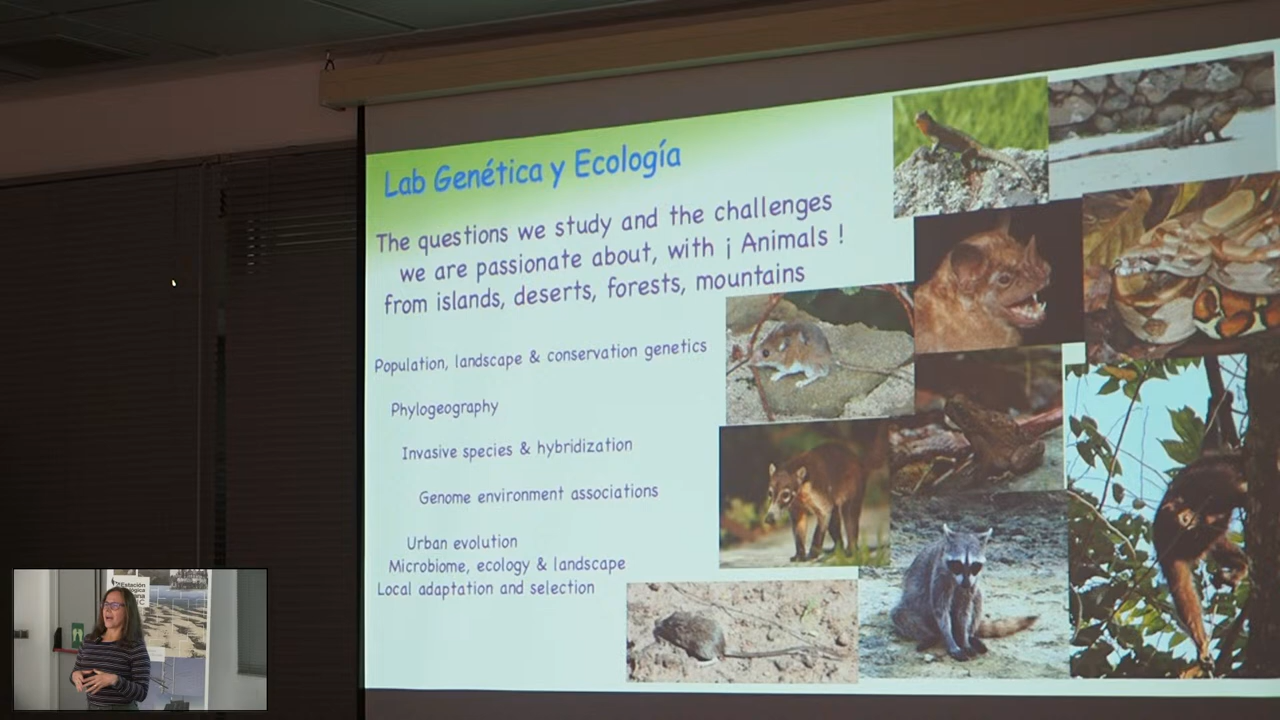 Lab Genética y Ecología
The questions we study and the challenges
we are passionate about, with ¡ Animals !
from islands, deserts, forests, mountains
Population, landscape & conservation genetics
Phylogeography
Invasive species & hybridization
Genome environment associations
Urban evolution
Microbiome, ecology & landscape
Local adaptation and selection
Estación